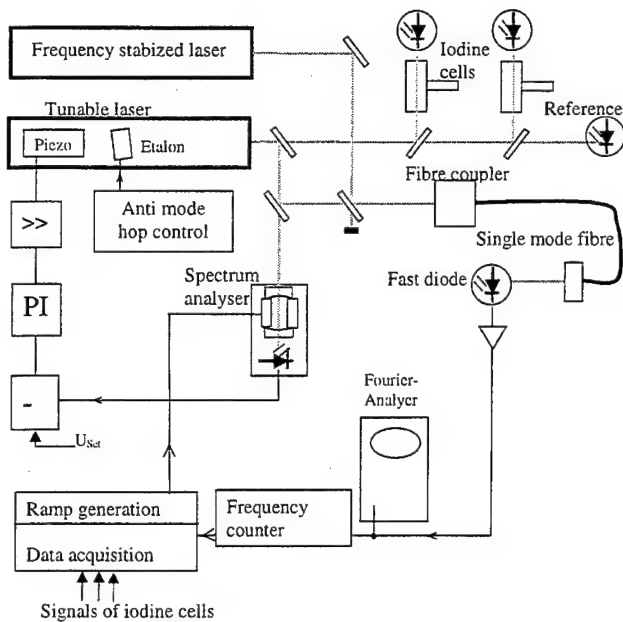 Frequency stabized laser
Iodine
cells
Tunable laser
Reference
Piezo
Etalon
Fibre coupler
>>
Anti mode
hop control
Single mode fibre
Spectrum
analyser
Fast diode
PI
Fourier-
Analyer
-
USet
Ramp generation
Frequency
counter
Data acquisition
Signals of iodine cells